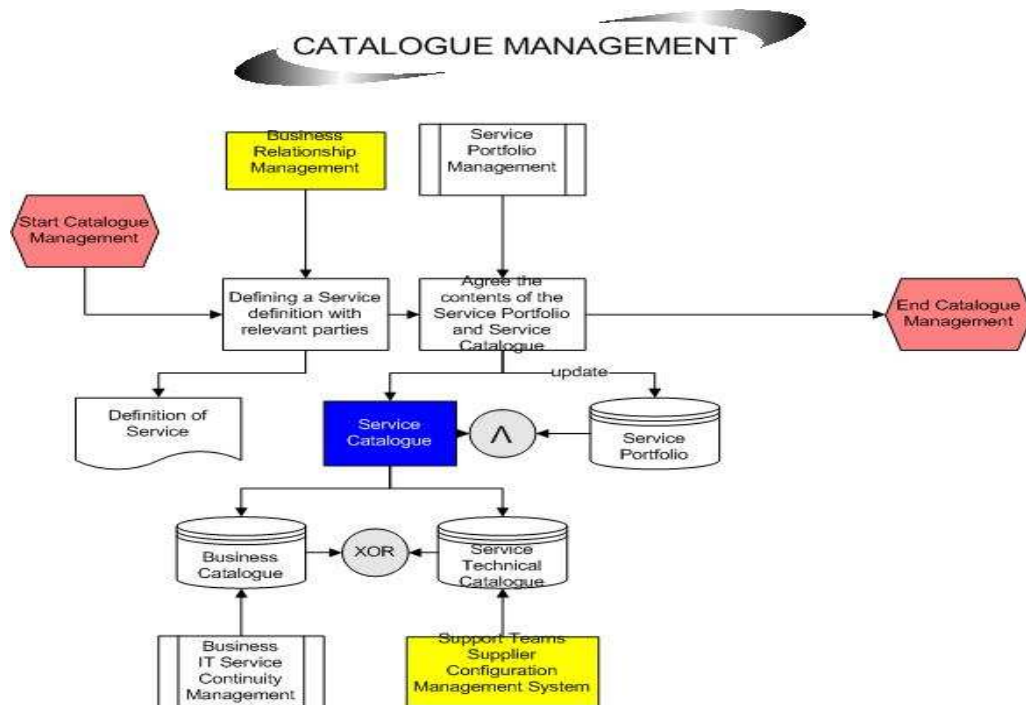 CATALOGUE MANAGEMENT
Business
Relationship
Management
Service
Portfolio
Management
Start Catalogue
Management
Defining a Service
definition with
relevant parties
Agree the
contents of the
Service Portfolio
and Service
Catalogue
End Catalogue
Management
update
Definition of
Service
Service
Catalogue
Λ
Service
Portfolio
Business
Catalogue
XOR
Service
Technical
Catalogue
Business
IT Service
Continuity
Management
Support Teams
Supplier
Configuration
Management System